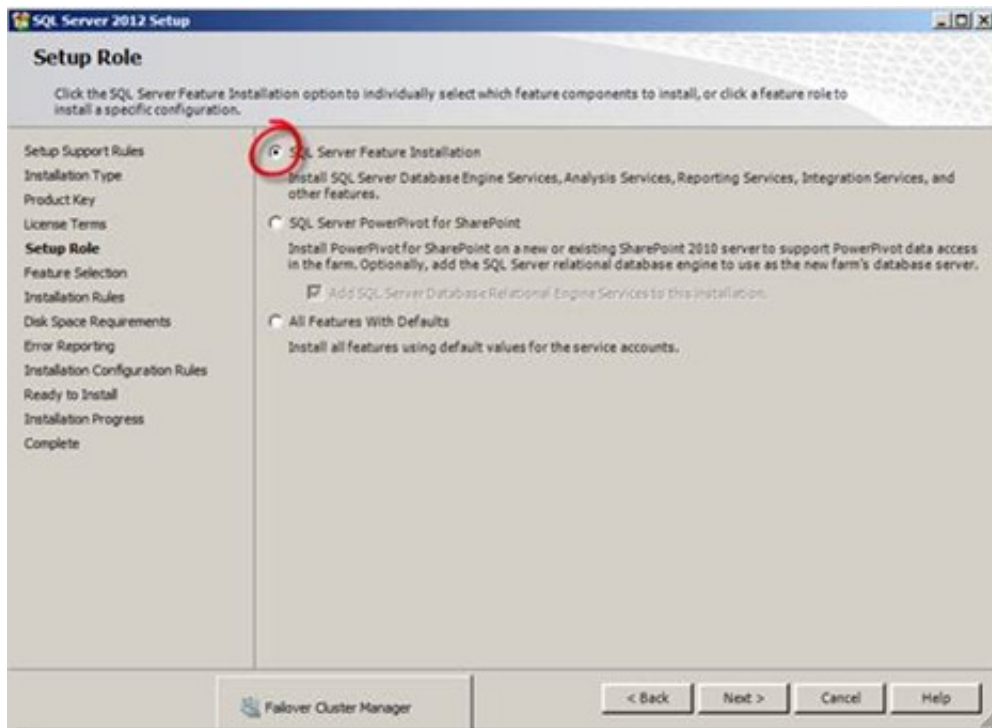 SQL Server 2012 Setup
Setup Role
Click the SQL Server Feature Installation option to individually select which feature components to install, or click a feature role to
install a specific configuration.
Setup Support Rules
Installation Type
Product Key
License Terms
Setup Role
Feature Selection
Installation Rules
Disk Space Requirements
Error Reporting
Installation Configuration Rules
Ready to Install
Installation Progress
Complete
SQL Server Feature Installation
Install SQL Server Database Engine Services, Analysis Services, Reporting Services, Integration Services, and
other features.
SQL Server PowerPivot for SharePoint
Install PowerPivot for SharePoint on a new or existing SharePoint 2010 server to support PowerPivot data access
in the farm. Optionally, add the SQL Server relational database engine to use as the new farm's database server.
Add SQL Server Database Relational Engine Services to this installation.
All Features With Defaults
Install all features using default values for the service accounts.
Failover Cluster Manager
< Back
Next >
Cancel
Help